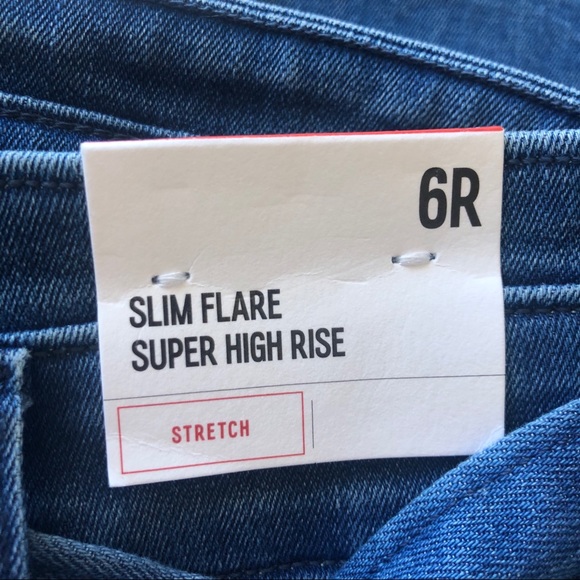 6R
SLIM FLARE
SUPER HIGH RISE
STRETCH